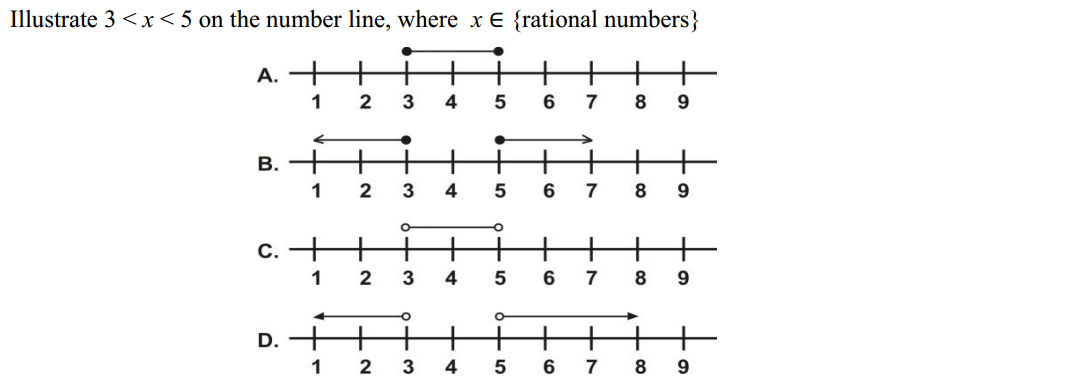 Illustrate 3 < x < 5 on the number line, where x ∈ {rational numbers}
A.
1 2 3 4 5 6 7 8 9
B.
1 2 3 4 5 6 7 8 9
C.
1 2 3 4 5 6 7 8 9
D.
1 2 3 4 5 6 7 8 9